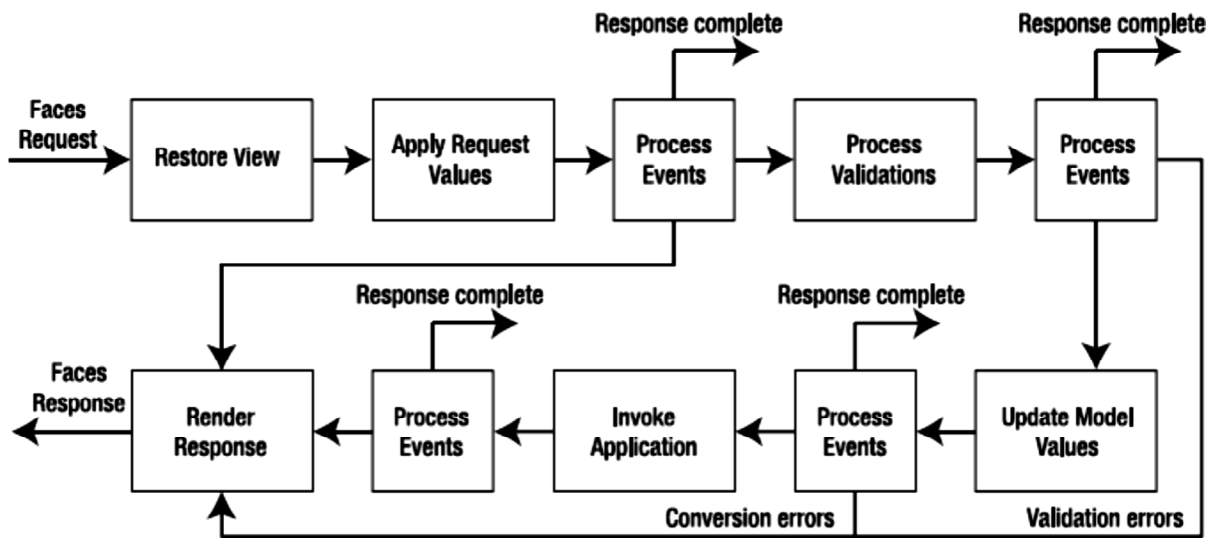 Response complete
Response complete
Faces
Request
Restore View
Apply Request
Values
Process
Events
Process
Validations
Process
Events
Response complete
Response complete
Faces
Response
Render
Response
Process
Events
Invoke
Application
Process
Events
Update Model
Values
Conversion errors
Validation errors